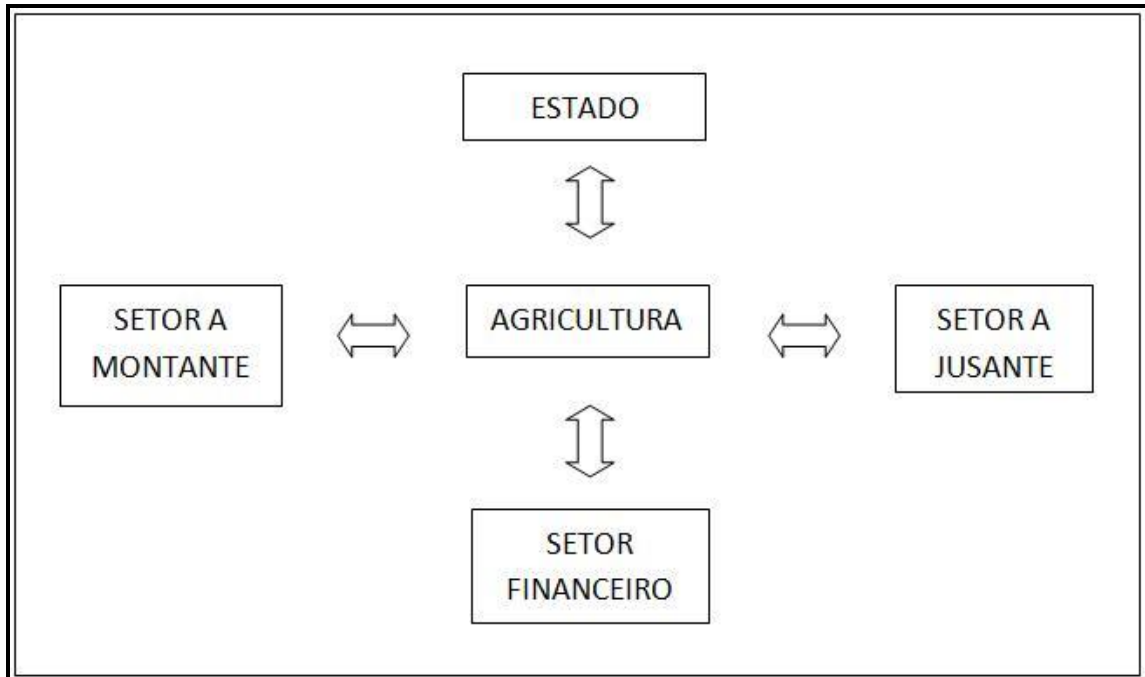 ESTADO
SETOR A
MONTANTE
AGRICULTURA
SETOR A
JUSANTE
SETOR
FINANCEIRO